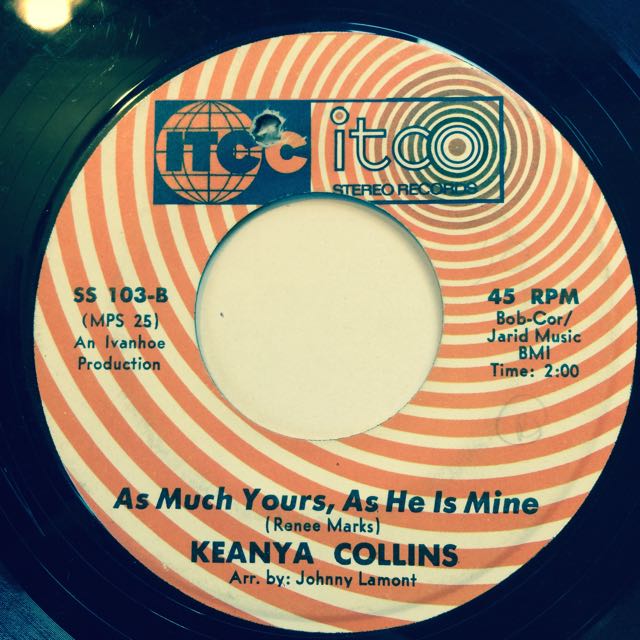 ITCC
itco
STEREO RECORDS
SS 103-B
(MPS 25)
An Ivanhoe
Production
45 RPM
Bob-Cor/
Jarid Music
BMI
Time: 2:00
As Much Yours, As He Is Mine
(Renee Marks)
KEANYA COLLINS
Arr. by: Johnny Lamont